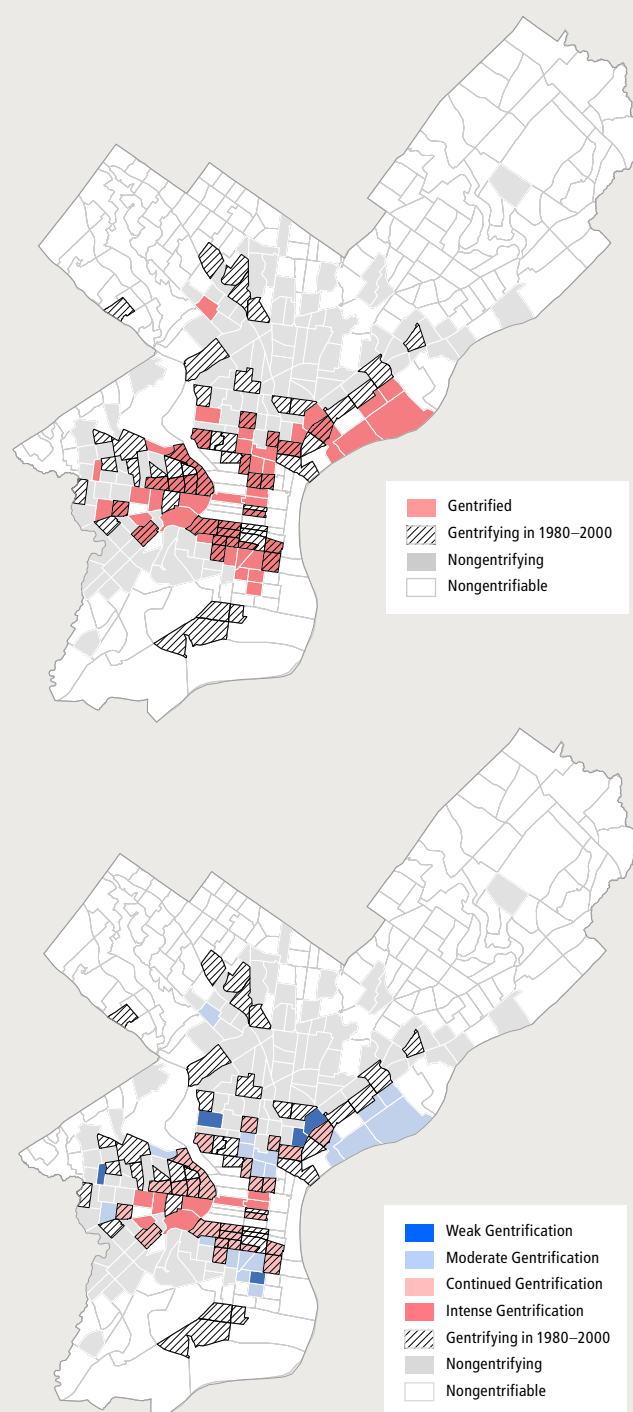 Gentrified
Gentrifying in 1980–2000
Nongentrifying
Nongentrifiable
Weak Gentrification
Moderate Gentrification
Continued Gentrification
Intense Gentrification
Gentrifying in 1980–2000
Nongentrifying
Nongentrifiable